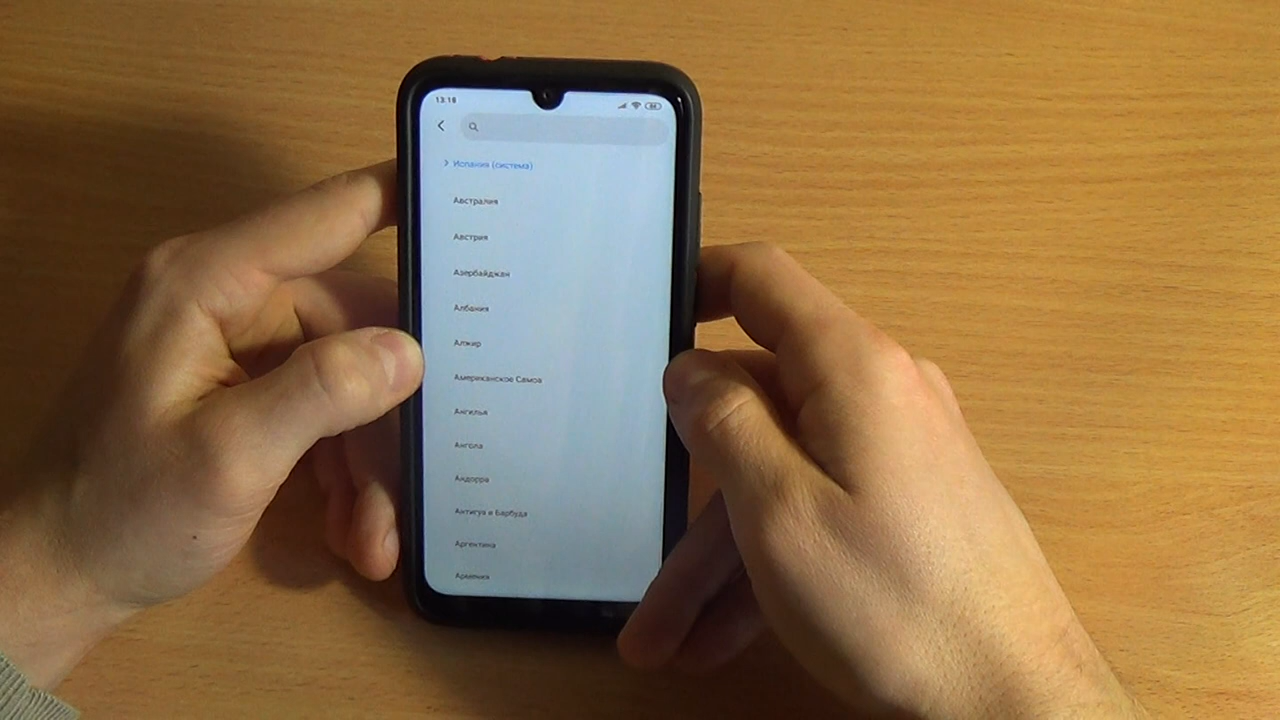 13:18
Испания (система)
Австралия
Австрия
Азербайджан
Албания
Алжир
Американское Самоа
Ангилья
Ангола
Андорра
Антигуа и Барбуда
Аргентина
Армения